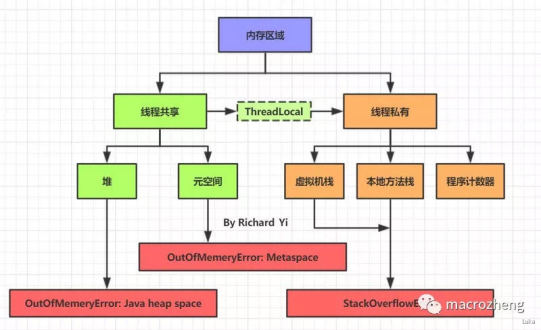 内存区域
线程共享
ThreadLocal
线程私有
堆
元空间
虚拟机栈
本地方法栈
程序计数器
By Richard Yi
OutOfMemeryError: Metaspace
OutOfMemeryError: Java heap space
StackOverflowE
macrozheng